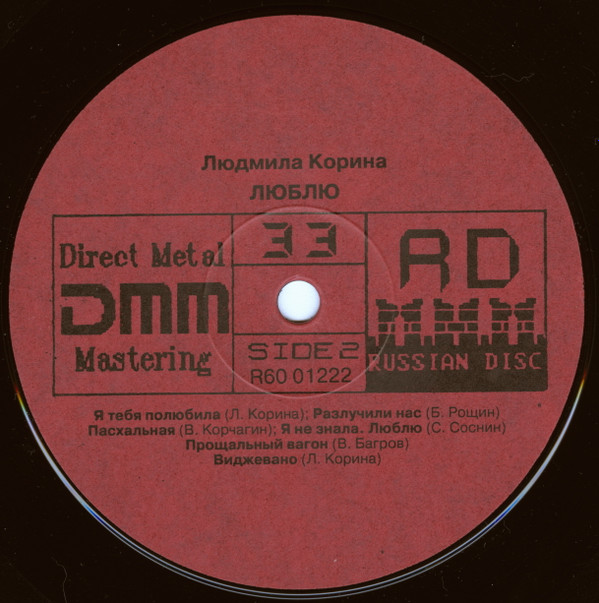 Людмила Корина
ЛЮБЛЮ
Direct Metal
DMM
Mastering
33
SIDE 2
R60 01222
RD
RUSSIAN DISC
Я тебя полюбила (Л. Корина); Разлучили нас (Б. Рощин)
Пасхальная (В. Корчагин); Я не знала. Люблю (С. Соснин)
Прощальный вагон (В. Багров)
Виджевано (Л. Корина)